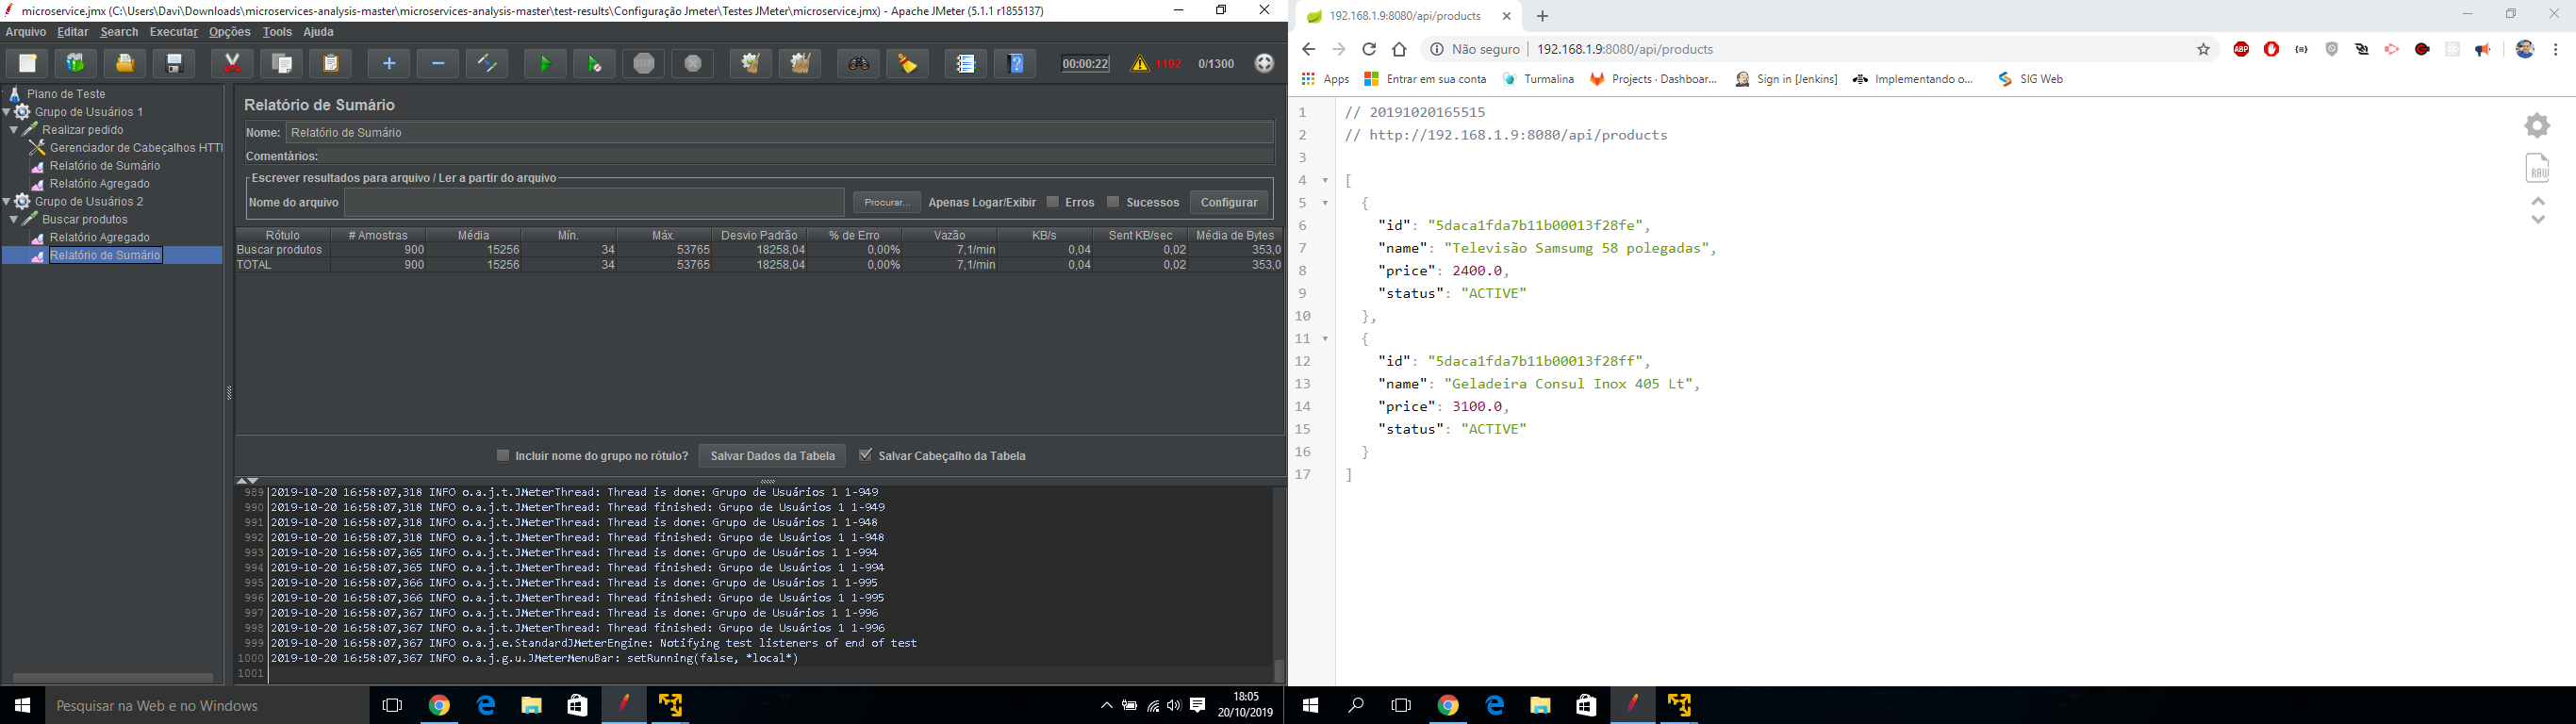 microservice.jmx (C:\Users\Davi\Downloads\microservices-analysis-master\microservices-analysis-master\test-results\Configuração Jmeter\Testes JMeter\microservice.jmx) - Apache JMeter (5.1.1 r1855137)
Arquivo Editar Search Executar Opções Tools Ajuda
00:00:22 1192 0/1300
Plano de Teste
Grupo de Usuários 1
Realizar pedido
Gerenciador de Cabeçalhos HTTI
Relatório de Sumário
Relatório Agregado
Grupo de Usuários 2
Buscar produtos
Relatório Agregado
Relatório de Sumário
Relatório de Sumário
Nome: Relatório de Sumário
Comentários:
Escrever resultados para arquivo / Ler a partir do arquivo
Nome do arquivo Procurar... Apenas Logar/Exibir Erros Sucessos Configurar
Rótulo # Amostras Média Mín. Máx. Desvio Padrão % de Erro Vazão KB/s Sent KB/sec Média de Bytes
Buscar produtos 900 15256 34 53765 18258,04 0,00% 7,1/min 0,04 0,02 353,0
TOTAL 900 15256 34 53765 18258,04 0,00% 7,1/min 0,04 0,02 353,0
Incluir nome do grupo no rótulo? Salvar Dados da Tabela Salvar Cabeçalho da Tabela
989 2019-10-20 16:58:07,318 INFO o.a.j.t.JMeterThread: Thread is done: Grupo de Usuários 1 1-949
990 2019-10-20 16:58:07,318 INFO o.a.j.t.JMeterThread: Thread finished: Grupo de Usuários 1 1-949
991 2019-10-20 16:58:07,318 INFO o.a.j.t.JMeterThread: Thread is done: Grupo de Usuários 1 1-948
992 2019-10-20 16:58:07,318 INFO o.a.j.t.JMeterThread: Thread finished: Grupo de Usuários 1 1-948
993 2019-10-20 16:58:07,365 INFO o.a.j.t.JMeterThread: Thread is done: Grupo de Usuários 1 1-994
994 2019-10-20 16:58:07,365 INFO o.a.j.t.JMeterThread: Thread finished: Grupo de Usuários 1 1-994
995 2019-10-20 16:58:07,366 INFO o.a.j.t.JMeterThread: Thread is done: Grupo de Usuários 1 1-995
996 2019-10-20 16:58:07,366 INFO o.a.j.t.JMeterThread: Thread finished: Grupo de Usuários 1 1-995
997 2019-10-20 16:58:07,367 INFO o.a.j.t.JMeterThread: Thread is done: Grupo de Usuários 1 1-996
998 2019-10-20 16:58:07,367 INFO o.a.j.t.JMeterThread: Thread finished: Grupo de Usuários 1 1-996
999 2019-10-20 16:58:07,367 INFO o.a.j.e.StandardJMeterEngine: Notifying test listeners of end of test
1000 2019-10-20 16:58:07,367 INFO o.a.j.g.u.JMeterMenuBar: setRunning(false, *local*)
1001
Pesquisar na Web e no Windows
18:05
20/10/2019
192.168.1.9:8080/api/products
Não seguro 192.168.1.9:8080/api/products ABP
Apps Entrar em sua conta Turmalina Projects · Dashboar... Sign in [Jenkins] Implementando o... SIG Web
1 // 20191020165515
2 // http://192.168.1.9:8080/api/products
3
4 [
5 {
6 "id": "5daca1fda7b11b00013f28fe",
7 "name": "Televisão Samsumg 58 polegadas",
8 "price": 2400.0,
9 "status": "ACTIVE"
10 },
11 {
12 "id": "5daca1fda7b11b00013f28ff",
13 "name": "Geladeira Consul Inox 405 Lt",
14 "price": 3100.0,
15 "status": "ACTIVE"
16 }
17 ]
RAW